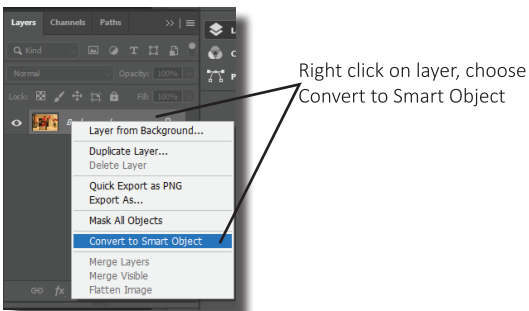 Layers Channels Paths
Kind
Normal Opacity: 100%
Lock: Fill: 100%
Layer from Background...
Duplicate Layer...
Delete Layer
Quick Export as PNG
Export As...
Mask All Objects
Convert to Smart Object
Merge Layers
Merge Visible
Flatten Image
fx
L
C
P
Right click on layer, choose
Convert to Smart Object